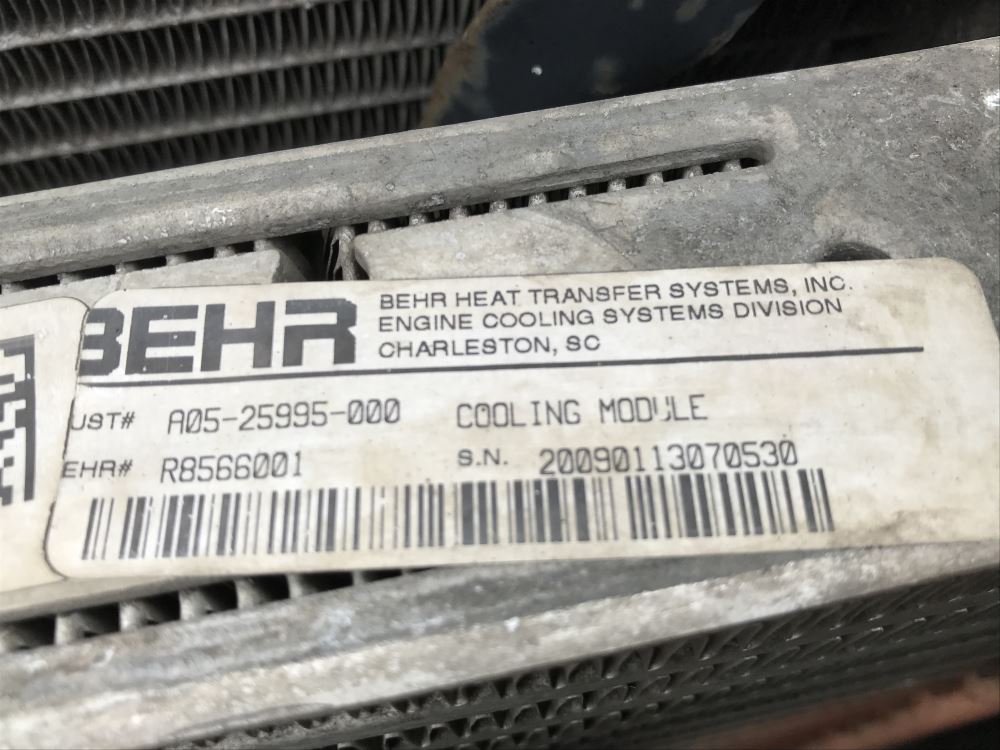 BEHR
BEHR HEAT TRANSFER SYSTEMS, INC.
ENGINE COOLING SYSTEMS DIVISION
CHARLESTON, SC
UST# A05-25995-000 COOLING MODULE
EHR# R8566001 S.N. 20090113070530